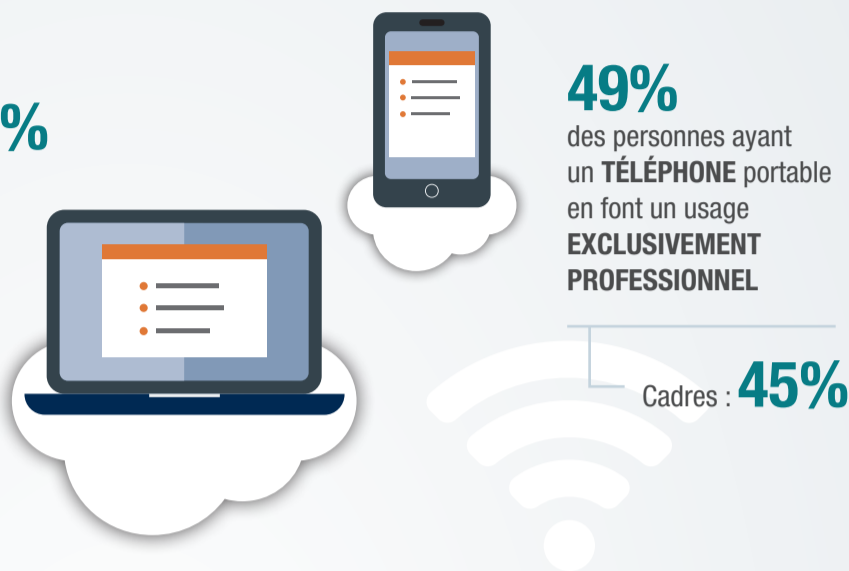 %
49%
des personnes ayant
un TÉLÉPHONE portable
en font un usage
EXCLUSIVEMENT
PROFESSIONNEL
Cadres : 45%